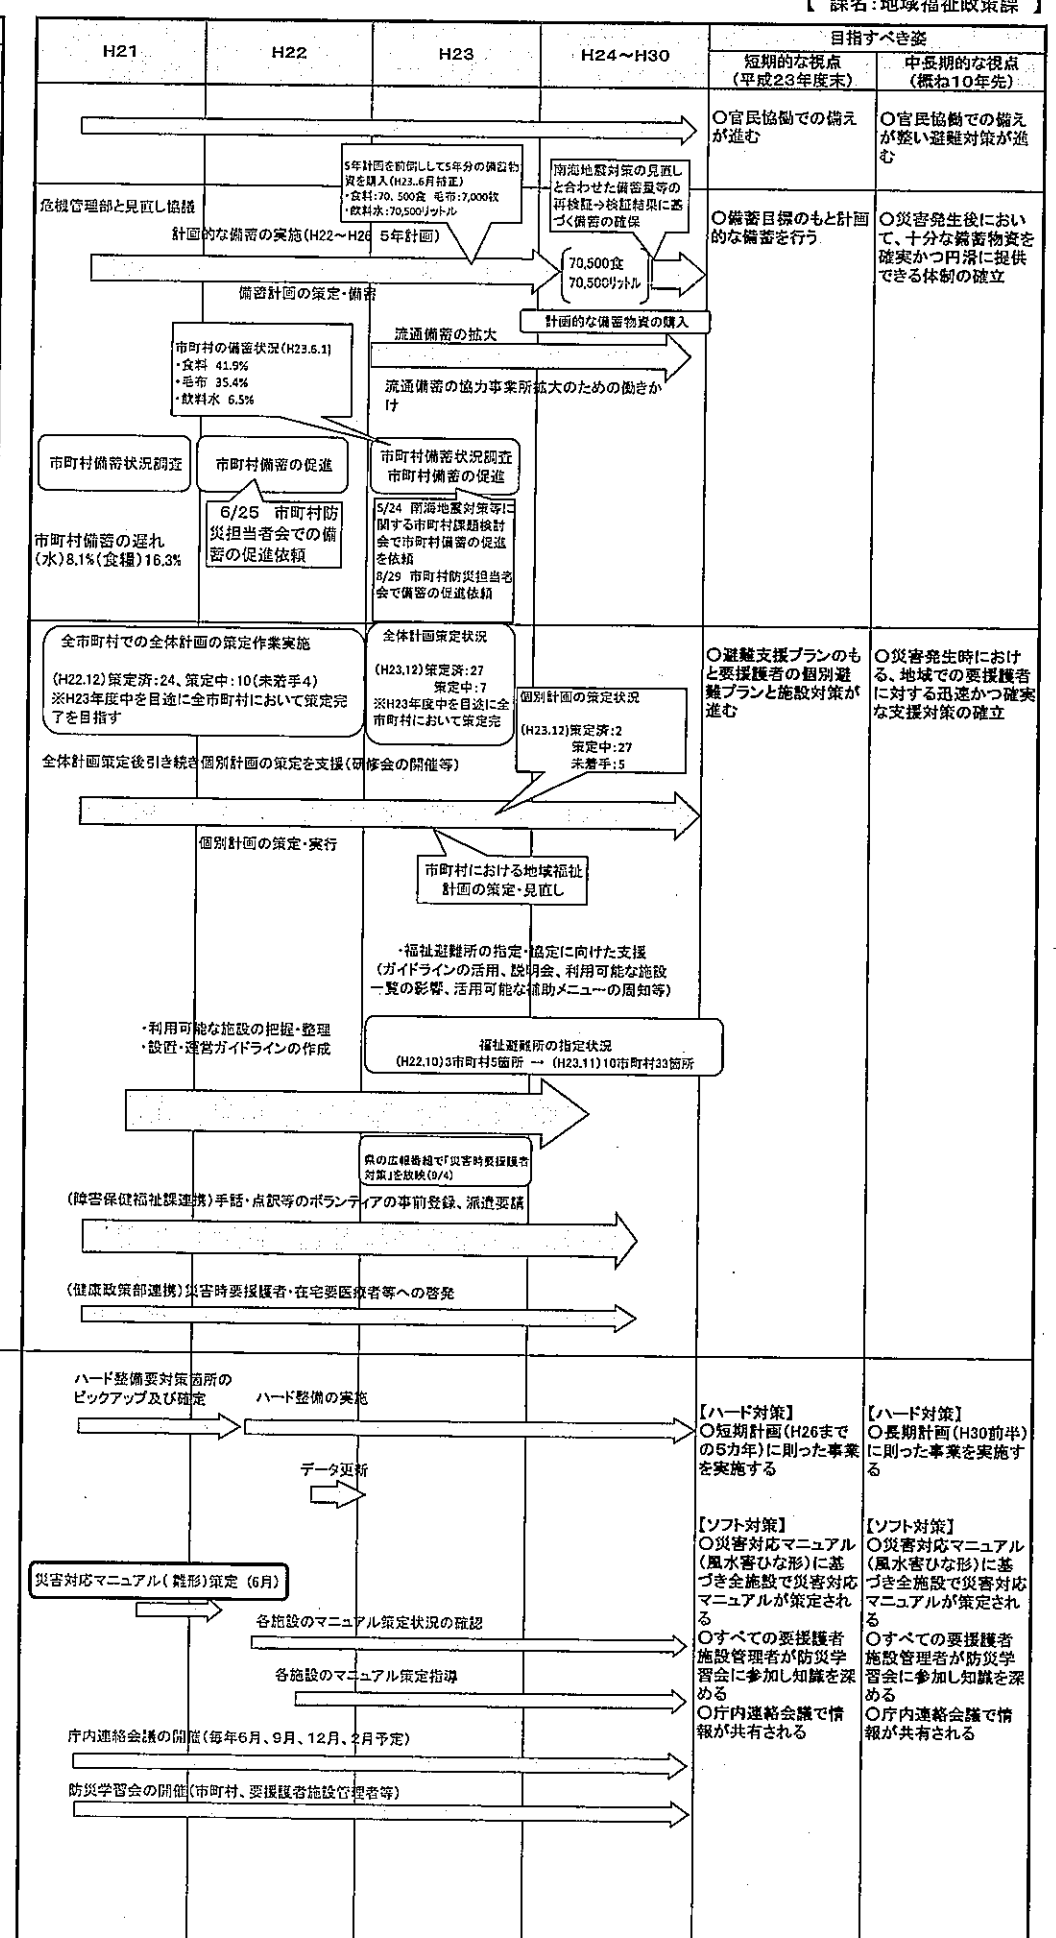 【 課名:地域福祉政策課 】
H21
H22
H23
H24～H30
目指すべき姿
短期的な視点
(平成23年度末)
中長期的な視点
(概ね10年先)
○官民協働での備え
が進む
○官民協働での備え
が整い避難対策が進
む
5年計画を前倒しして5年分の備蓄物
資を購入(H23.6月補正)
・食料:70,500食 毛布:7,000枚
・飲料水:70,500リットル
南海地震対策の見直し
と合わせた備蓄量等の
再検証→検証結果に基
づく備蓄の確保
危機管理部と見直し協議
計画的な備蓄の実施(H22～H26 5年計画)
70,500食
70,500リットル
備蓄計画の策定・備蓄
計画的な備蓄物資の購入
○備蓄目標のもと計画
的な備蓄を行う
○災害発生後におい
て、十分な備蓄物資を
確実かつ円滑に提供
できる体制の確立
市町村の備蓄状況(H23.6.1)
・食料 41.9%
・毛布 35.4%
・飲料水 6.5%
流通備蓄の拡大
流通備蓄の協力事業所拡大のための働きか
け
市町村備蓄状況調査
市町村備蓄の促進
市町村備蓄状況調査
市町村備蓄の促進
市町村備蓄の遅れ
(水)8.1%(食糧)16.3%
6/25 市町村防
災担当者会での備
蓄の促進依頼
5/24 南海地震対策等に
関する市町村課題検討
会で市町村備蓄の促進
を依頼
8/29 市町村防災担当者
会で備蓄の促進依頼
全市町村での全体計画の策定作業実施
(H22.12)策定済:24、策定中:10(未着手4)
※H23年度中を目途に全市町村において策定完
了を目指す
全体計画策定状況
(H23.12)策定済:27
策定中:7
※H23年度中を目途に全
市町村において策定完
個別計画の策定状況
(H23.12)策定済:2
策定中:27
未着手:5
○避難支援プランのも
と要援護者の個別避
難プランと施設対策が
進む
○災害発生時におけ
る、地域での要援護者
に対する迅速かつ確実
な支援対策の確立
全体計画策定後引き続き個別計画の策定を支援(研修会の開催等)
個別計画の策定・実行
市町村における地域福祉
計画の策定・見直し
・福祉避難所の指定・協定に向けた支援
(ガイドラインの活用、説明会、利用可能な施設
一覧の影響、活用可能な補助メニューの周知等)
・利用可能な施設の把握・整理
・設置・運営ガイドラインの作成
福祉避難所の指定状況
(H22.10)3市町村5箇所 → (H23.11)10市町村33箇所
県の広報番組で「災害時要援護者
対策」を放映(9/4)
(障害保健福祉課連携)手話・点訳等のボランティアの事前登録、派遣要請
(健康政策部連携)災害時要援護者・在宅要医療者等への啓発
ハード整備要対策箇所の
ピックアップ及び確定
ハード整備の実施
データ更新
【ハード対策】
○短期計画(H26まで
の5カ年)に則った事業
を実施する
【ハード対策】
○長期計画(H30前半)
に則った事業を実施す
る
災害対応マニュアル(雛形)策定 (6月)
各施設のマニュアル策定状況の確認
各施設のマニュアル策定指導
庁内連絡会議の開催(毎年6月、9月、12月、2月予定)
防災学習会の開催(市町村、要援護者施設管理者等)
【ソフト対策】
○災害対応マニュアル
(風水害ひな形)に基
づき全施設で災害対応
マニュアルが策定され
る
○すべての要援護者
施設管理者が防災学
習会に参加し知識を深
める
○庁内連絡会議で情
報が共有される
【ソフト対策】
○災害対応マニュアル
(風水害ひな形)に基
づき全施設で災害対応
マニュアルが策定され
る
○すべての要援護者
施設管理者が防災学
習会に参加し知識を深
める
○庁内連絡会議で情
報が共有される